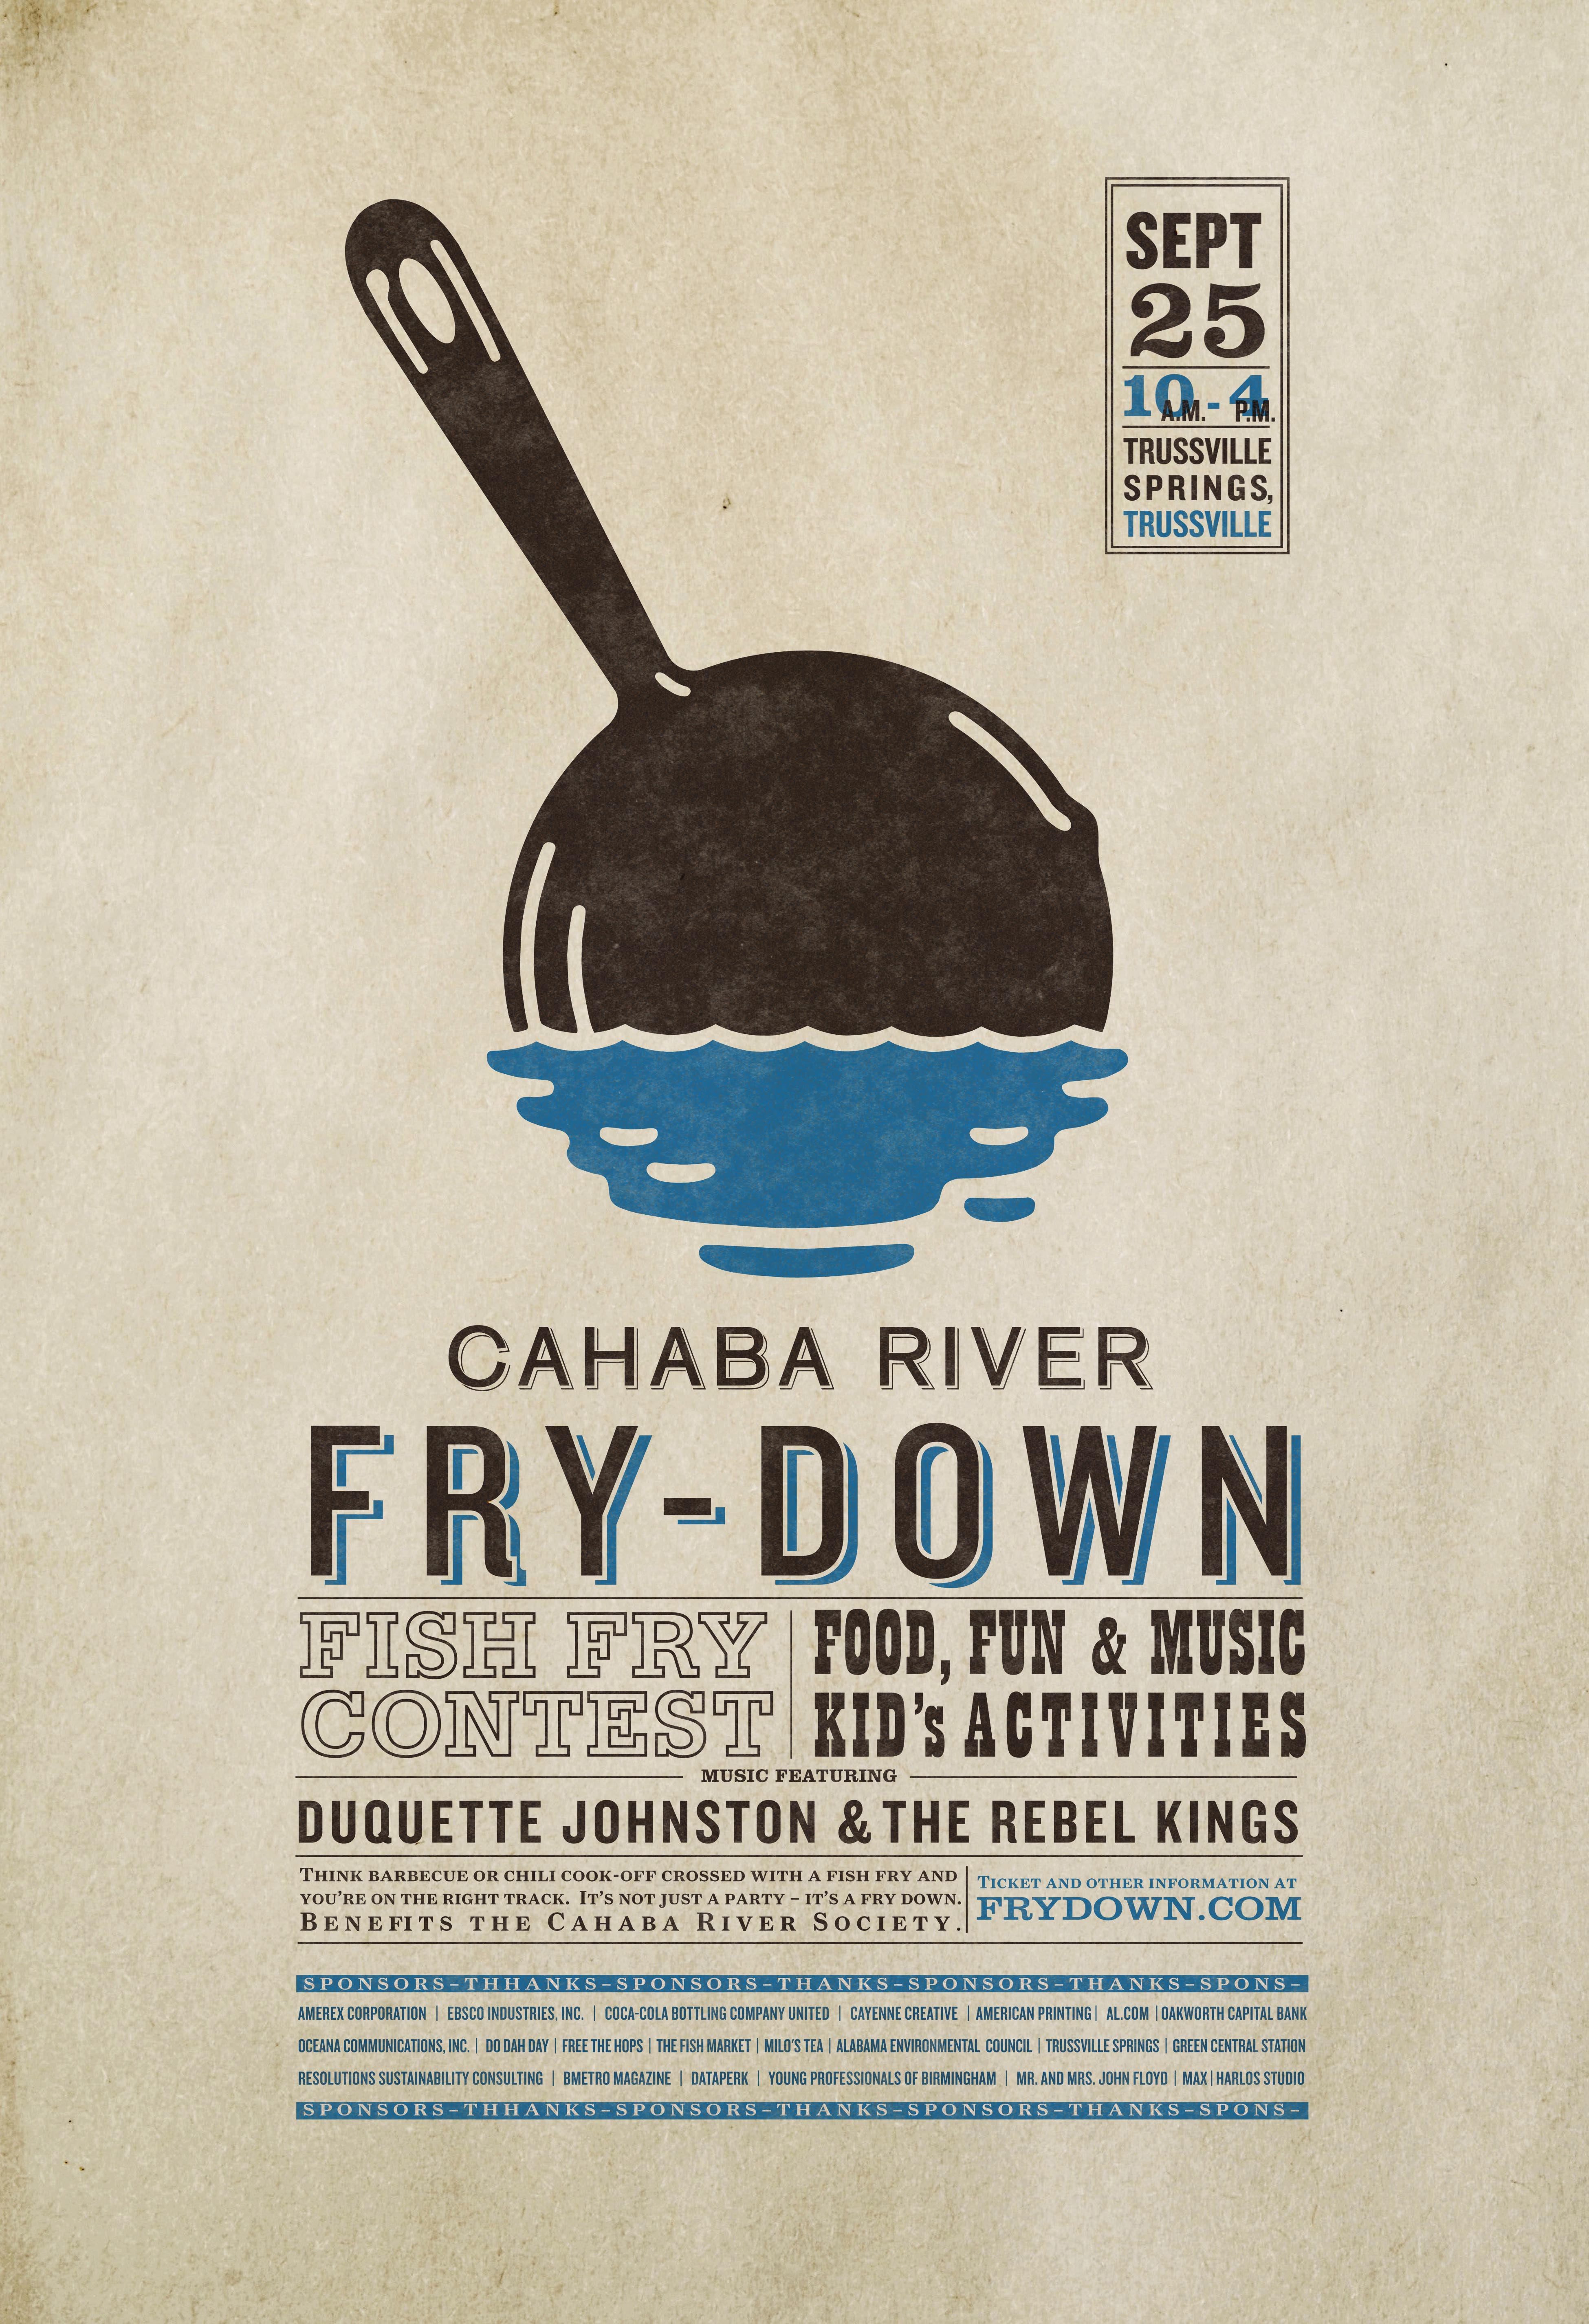 SEPT
25
10 A.M. - 4 P.M.
TRUSSVILLE
SPRINGS,
TRUSSVILLE
CAHABA RIVER
FRY-DOWN
FISH FRY
CONTEST
FOOD, FUN & MUSIC
KID's ACTIVITIES
MUSIC FEATURING
DUQUETTE JOHNSTON & THE REBEL KINGS
THINK BARBECUE OR CHILI COOK-OFF CROSSED WITH A FISH FRY AND
YOU'RE ON THE RIGHT TRACK. IT'S NOT JUST A PARTY – IT'S A FRY DOWN.
BENEFITS THE CAHABA RIVER SOCIETY.
TICKET AND OTHER INFORMATION AT
FRYDOWN.COM
SPONSORS–THHANKS–SPONSORS–THANKS–SPONSORS–THANKS–SPONS–
AMEREX CORPORATION | EBSCO INDUSTRIES, INC. | COCA-COLA BOTTLING COMPANY UNITED | CAYENNE CREATIVE | AMERICAN PRINTING | AL.COM | OAKWORTH CAPITAL BANK
OCEANA COMMUNICATIONS, INC. | DO DAH DAY | FREE THE HOPS | THE FISH MARKET | MILO'S TEA | ALABAMA ENVIRONMENTAL COUNCIL | TRUSSVILLE SPRINGS | GREEN CENTRAL STATION
RESOLUTIONS SUSTAINABILITY CONSULTING | BMETRO MAGAZINE | DATAPERK | YOUNG PROFESSIONALS OF BIRMINGHAM | MR. AND MRS. JOHN FLOYD | MAX | HARLOS STUDIO
SPONSORS–THHANKS–SPONSORS–THANKS–SPONSORS–THANKS–SPONS–